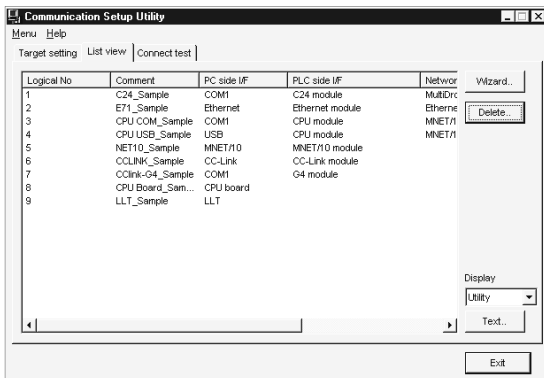 Communication Setup Utility
Menu Help
Target setting List view Connect test
Logical No Comment PC side I/F PLC side I/F Networ
1 C24_Sample COM1 C24 module MultiDrc
2 E71_Sample Ethernet Ethernet module Etherne
3 CPU COM_Sample COM1 CPU module MNET/1
4 CPU USB_Sample USB CPU module MNET/1
5 NET10_Sample MNET/10 MNET/10 module
6 CCLINK_Sample CC-Link CC-Link module
7 CClink-G4_Sample COM1 G4 module
8 CPU Board_Sam... CPU board
9 LLT_Sample LLT
Wizard..
Delete..
Display
Utility
Text..
Exit